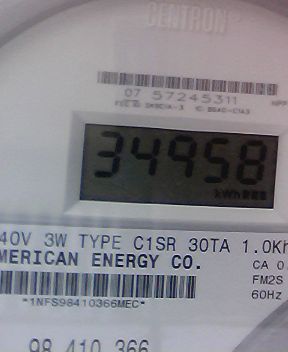 CENTRON
07 57245311
34958
kWh
40V 3W TYPE C1SR 30TA 1.0Kh
MERICAN ENERGY CO.
CA 0
FM2S
60Hz
*1NFS98410366MEC*
98 410 366